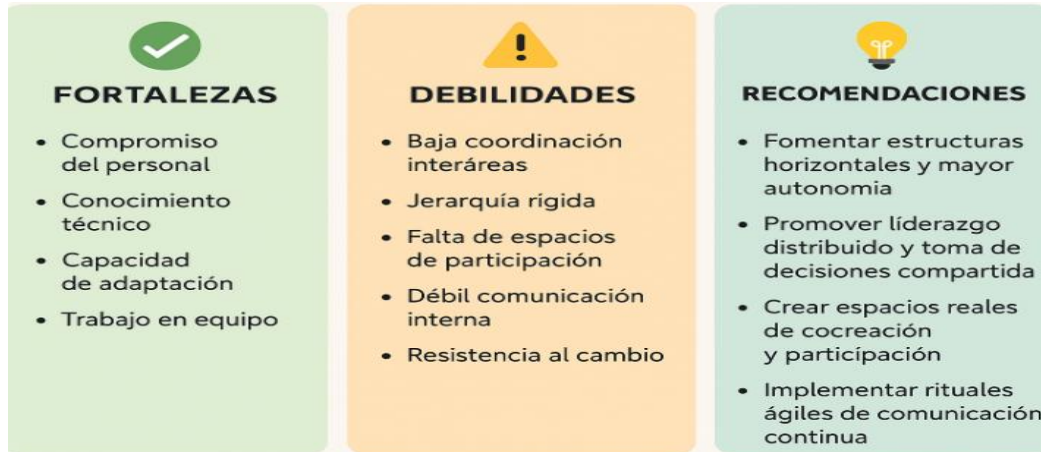 FORTALEZAS
• Compromiso
del personal
• Conocimiento
técnico
• Capacidad
de adaptación
• Trabajo en equipo
DEBILIDADES
• Baja coordinación
interáreas
• Jerarquía rígida
• Falta de espacios
de participación
• Débil comunicación
interna
• Resistencia al cambio
RECOMENDACIONES
• Fomentar estructuras
horizontales y mayor
autonomia
• Promover líderazgo
distribuido y toma de
decisiones compartida
• Crear espacios reales
de cocreación
y partícípación
• Implementar rituales
ágiles de comunicación
continua